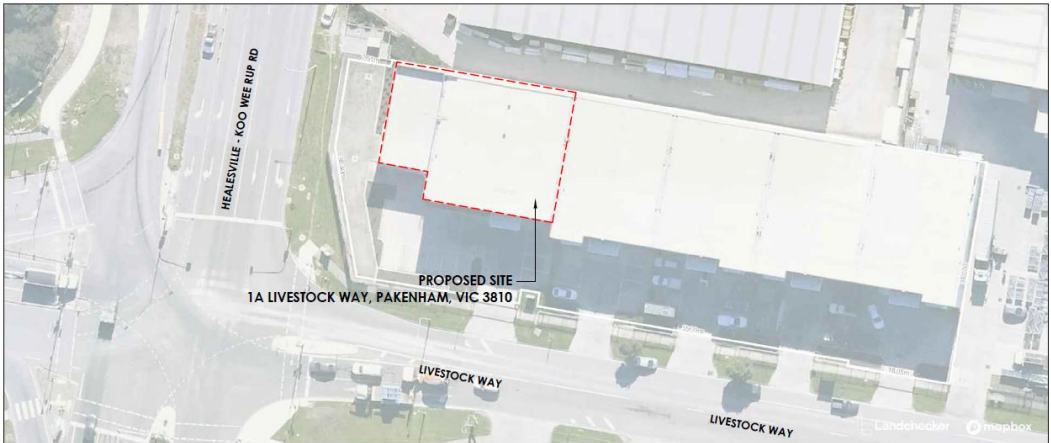 HEALESVILLE - KOO WEE RUP RD
PROPOSED SITE
1A LIVESTOCK WAY, PAKENHAM, VIC 3810
LIVESTOCK WAY
LIVESTOCK WAY
Landchecker
mapbox